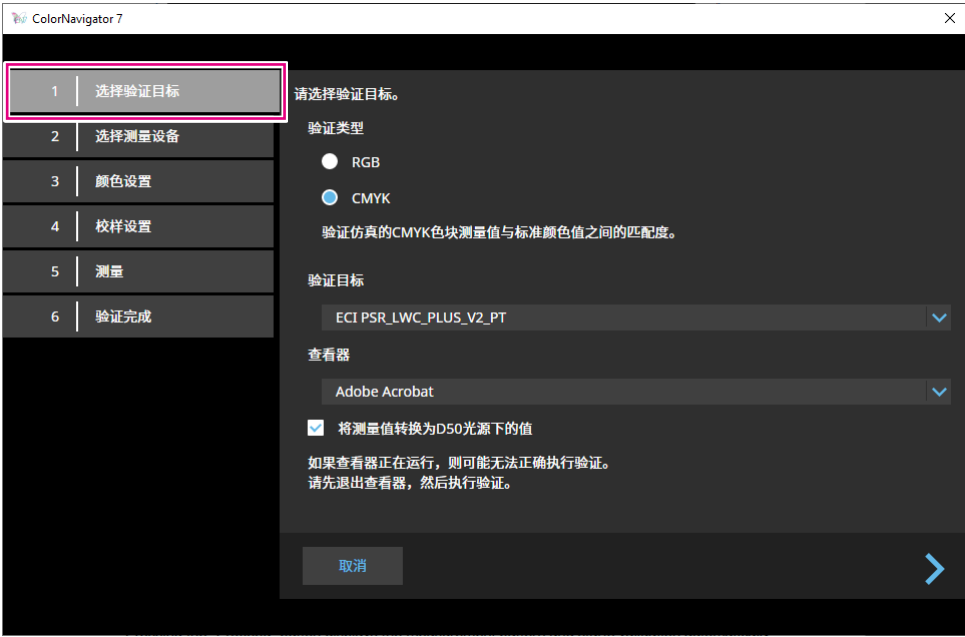 ColorNavigator 7
1 选择验证目标
2 选择测量设备
3 颜色设置
4 校样设置
5 测量
6 验证完成
请选择验证目标。
验证类型
RGB
CMYK
验证仿真的CMYK色块测量值与标准颜色值之间的匹配度。
验证目标
ECI PSR_LWC_PLUS_V2_PT
查看器
Adobe Acrobat
将测量值转换为D50光源下的值
如果查看器正在运行，则可能无法正确执行验证。
请先退出查看器，然后执行验证。
取消